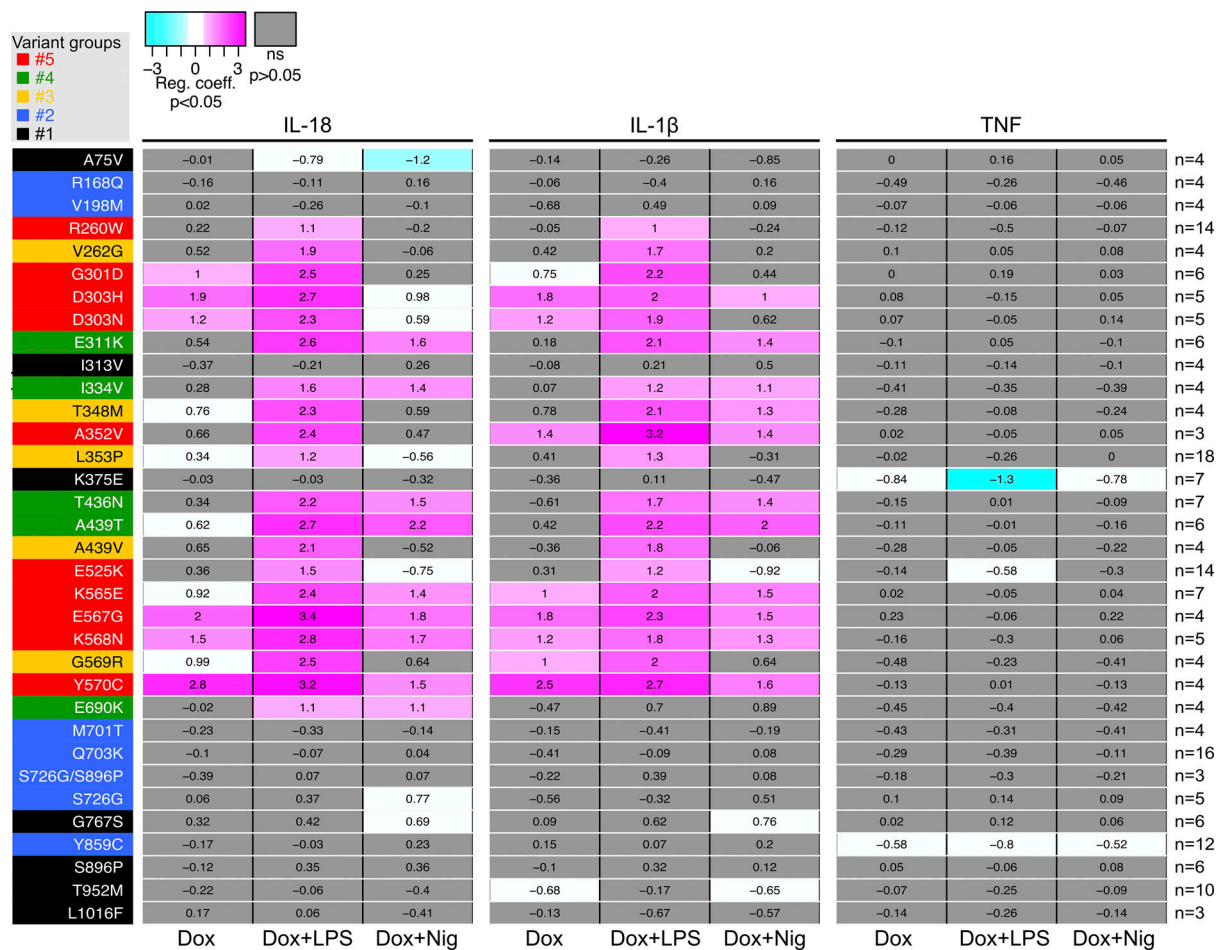 Variant groups
#5
#4
#3
#2
#1
−3 0 3
Reg. coeff.
p<0.05
ns
p>0.05
IL-18 IL-1β TNF
A75V −0.01 −0.79 −1.2 −0.14 −0.26 −0.85 0 0.16 0.05 n=4
R168Q −0.16 −0.11 0.16 −0.06 −0.4 0.16 −0.49 −0.26 −0.46 n=4
V198M 0.02 −0.26 −0.1 −0.68 0.49 0.09 −0.07 −0.06 −0.06 n=4
R260W 0.22 1.1 −0.2 −0.05 1 −0.24 −0.12 −0.5 −0.07 n=14
V262G 0.52 1.9 −0.06 0.42 1.7 0.2 0.1 0.05 0.08 n=4
G301D 1 2.5 0.25 0.75 2.2 0.44 0 0.19 0.03 n=6
D303H 1.9 2.7 0.98 1.8 2 1 0.08 −0.15 0.05 n=5
D303N 1.2 2.3 0.59 1.2 1.9 0.62 0.07 −0.05 0.14 n=5
E311K 0.54 2.6 1.6 0.18 2.1 1.4 −0.1 0.05 −0.1 n=6
I313V −0.37 −0.21 0.26 −0.08 0.21 0.5 −0.11 −0.14 −0.1 n=4
I334V 0.28 1.6 1.4 0.07 1.2 1.1 −0.41 −0.35 −0.39 n=4
T348M 0.76 2.3 0.59 0.78 2.1 1.3 −0.28 −0.08 −0.24 n=4
A352V 0.66 2.4 0.47 1.4 3.2 1.4 0.02 −0.05 0.05 n=3
L353P 0.34 1.2 −0.56 0.41 1.3 −0.31 −0.02 −0.26 0 n=18
K375E −0.03 −0.03 −0.32 −0.36 0.11 −0.47 −0.84 −1.3 −0.78 n=7
T436N 0.34 2.2 1.5 −0.61 1.7 1.4 −0.15 0.01 −0.09 n=7
A439T 0.62 2.7 2.2 0.42 2.2 2 −0.11 −0.01 −0.16 n=6
A439V 0.65 2.1 −0.52 −0.36 1.8 −0.06 −0.28 −0.05 −0.22 n=4
E525K 0.36 1.5 −0.75 0.31 1.2 −0.92 −0.14 −0.58 −0.3 n=14
K565E 0.92 2.4 1.4 1 2 1.5 0.02 −0.05 0.04 n=7
E567G 2 3.4 1.8 1.8 2.3 1.5 0.23 −0.06 0.22 n=4
K568N 1.5 2.8 1.7 1.2 1.8 1.3 −0.16 −0.3 0.06 n=5
G569R 0.99 2.5 0.64 1 2 0.64 −0.48 −0.23 −0.41 n=4
Y570C 2.8 3.2 1.5 2.5 2.7 1.6 −0.13 0.01 −0.13 n=4
E690K −0.02 1.1 1.1 −0.47 0.7 0.89 −0.45 −0.4 −0.42 n=4
M701T −0.23 −0.33 −0.14 −0.15 −0.41 −0.19 −0.43 −0.31 −0.41 n=4
Q703K −0.1 −0.07 0.04 −0.41 −0.09 0.08 −0.29 −0.39 −0.11 n=16
S726G/S896P −0.39 0.07 0.07 −0.22 0.39 0.08 −0.18 −0.3 −0.21 n=3
S726G 0.06 0.37 0.77 −0.56 −0.32 0.51 0.1 0.14 0.09 n=5
G767S 0.32 0.42 0.69 0.09 0.62 0.76 0.02 0.12 0.06 n=6
Y859C −0.17 −0.03 0.23 0.15 0.07 0.2 −0.58 −0.8 −0.52 n=12
S896P −0.12 0.35 0.36 −0.1 0.32 0.12 0.05 −0.06 0.08 n=6
T952M −0.22 −0.06 −0.4 −0.68 −0.17 −0.65 −0.07 −0.25 −0.09 n=10
L1016F 0.17 0.06 −0.41 −0.13 −0.67 −0.57 −0.14 −0.26 −0.14 n=3
Dox Dox+LPS Dox+Nig Dox Dox+LPS Dox+Nig Dox Dox+LPS Dox+Nig